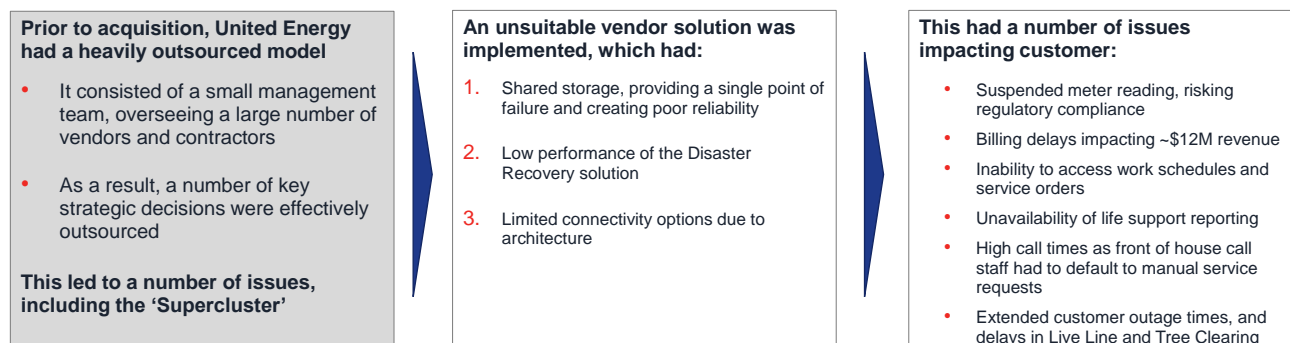 Prior to acquisition, United Energy
had a heavily outsourced model
• It consisted of a small management
team, overseeing a large number of
vendors and contractors
• As a result, a number of key
strategic decisions were effectively
outsourced
This led to a number of issues,
including the ‘Supercluster’
An unsuitable vendor solution was
implemented, which had:
1. Shared storage, providing a single point of
failure and creating poor reliability
2. Low performance of the Disaster
Recovery solution
3. Limited connectivity options due to
architecture
This had a number of issues
impacting customer:
• Suspended meter reading, risking
regulatory compliance
• Billing delays impacting ~$12M revenue
• Inability to access work schedules and
service orders
• Unavailability of life support reporting
• High call times as front of house call
staff had to default to manual service
requests
• Extended customer outage times, and
delays in Live Line and Tree Clearing